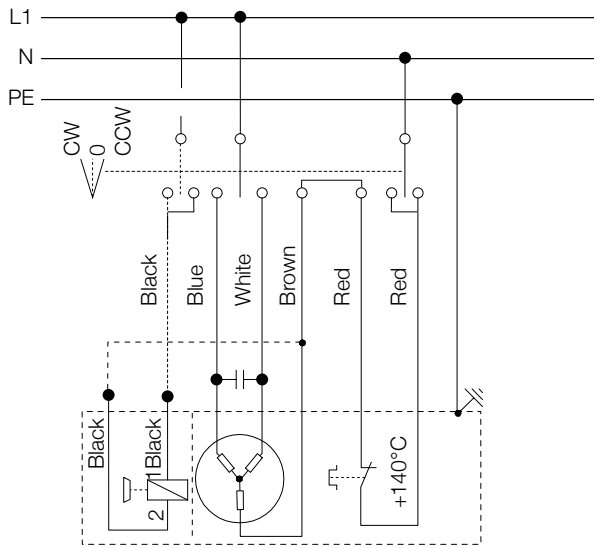 L1
N
PE
CW
0
CCW
Black
Blue
White
Brown
Red
Red
Black
1
Black
2
+140°C